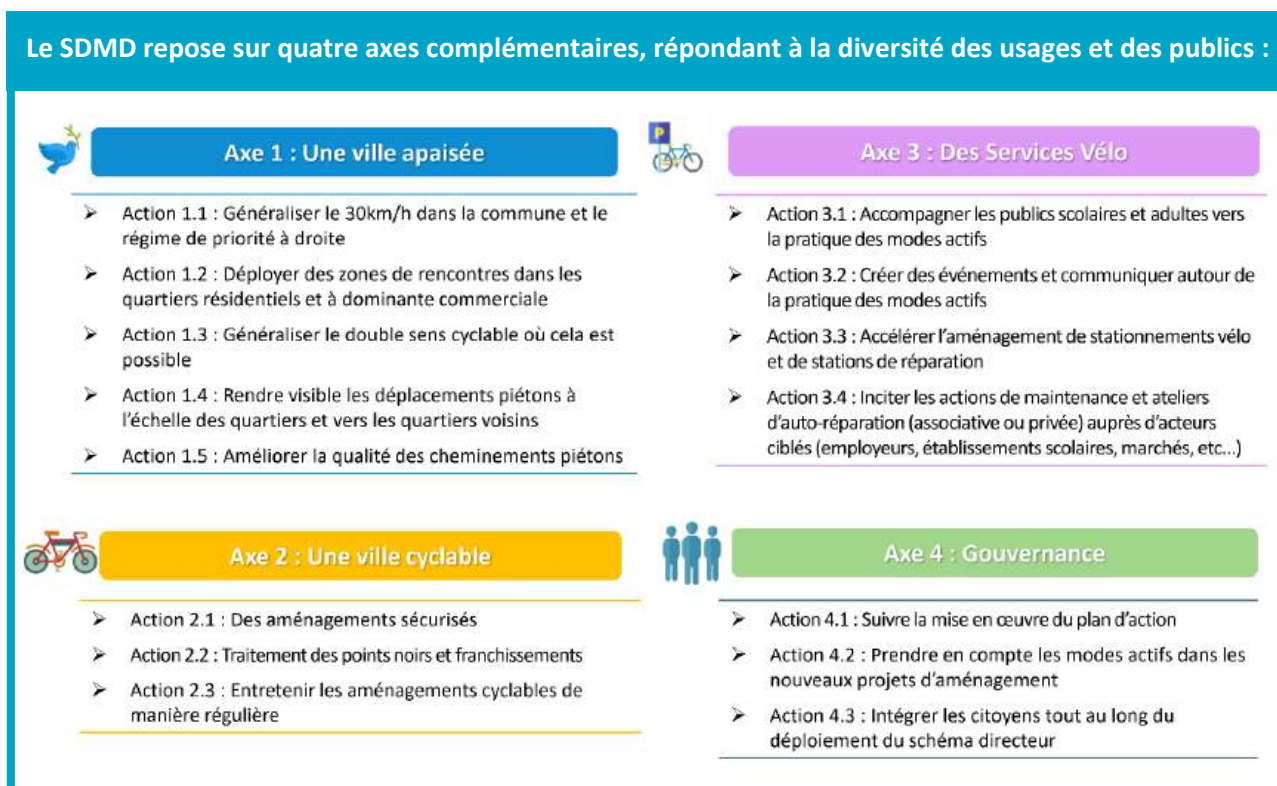 Le SDMD repose sur quatre axes complémentaires, répondant à la diversité des usages et des publics :
Axe 1 : Une ville apaisée
Action 1.1 : Généraliser le 30km/h dans la commune et le
régime de priorité à droite
Action 1.2 : Déployer des zones de rencontres dans les
quartiers résidentiels et à dominante commerciale
Action 1.3 : Généraliser le double sens cyclable où cela est
possible
Action 1.4 : Rendre visible les déplacements piétons à
l'échelle des quartiers et vers les quartiers voisins
Action 1.5 : Améliorer la qualité des cheminements piétons
Axe 2 : Une ville cyclable
Action 2.1 : Des aménagements sécurisés
Action 2.2 : Traitement des points noirs et franchissements
Action 2.3 : Entretenir les aménagements cyclables de
manière régulière
P
Axe 3 : Des Services Vélo
Action 3.1 : Accompagner les publics scolaires et adultes vers
la pratique des modes actifs
Action 3.2 : Créer des événements et communiquer autour de
la pratique des modes actifs
Action 3.3 : Accélérer l'aménagement de stationnements vélo
et de stations de réparation
Action 3.4 : Inciter les actions de maintenance et ateliers
d'auto-réparation (associative ou privée) auprès d'acteurs
ciblés (employeurs, établissements scolaires, marchés, etc...)
Axe 4 : Gouvernance
Action 4.1 : Suivre la mise en œuvre du plan d'action
Action 4.2 : Prendre en compte les modes actifs dans les
nouveaux projets d'aménagement
Action 4.3 : Intégrer les citoyens tout au long du
déploiement du schéma directeur